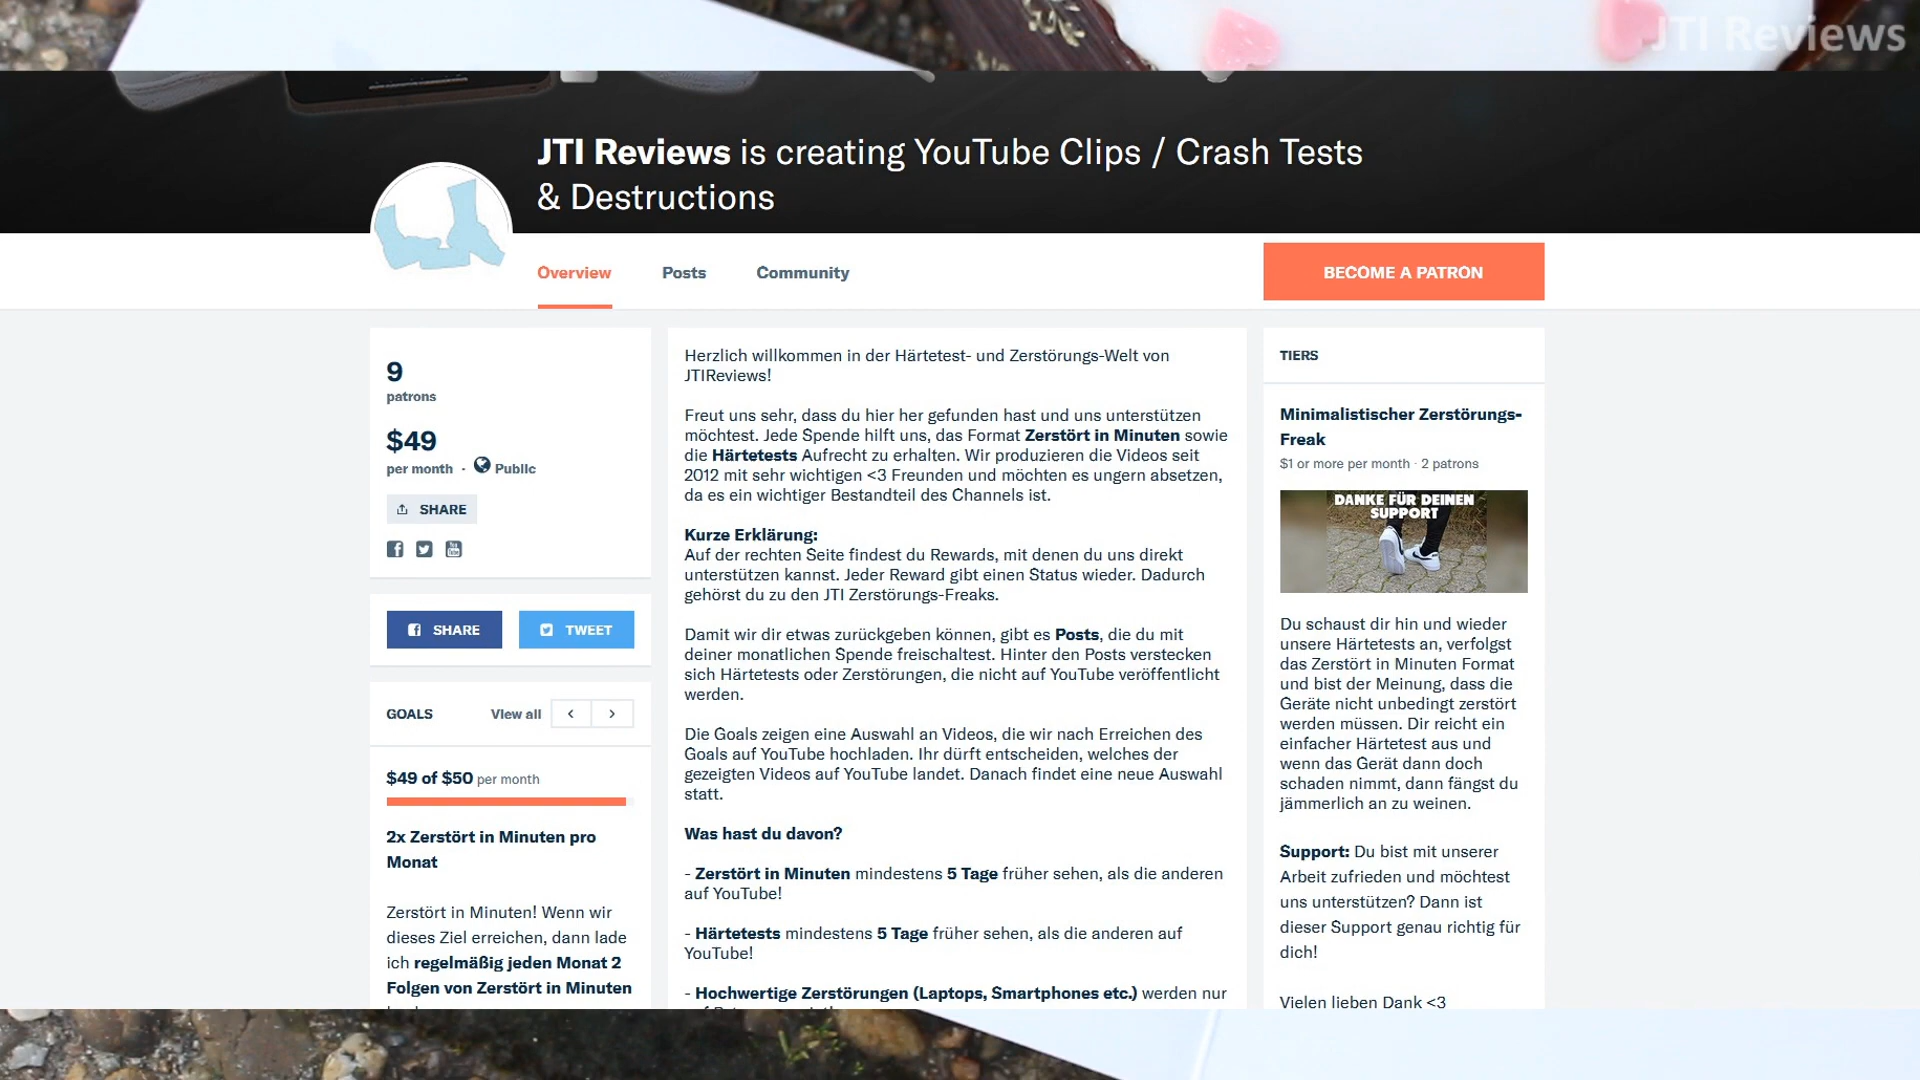 JTI Reviews
JTI Reviews is creating YouTube Clips / Crash Tests
& Destructions
Overview
Posts
Community
BECOME A PATRON
9
patrons
$49
per month · Public
SHARE
SHARE
TWEET
GOALS
View all
$49 of $50 per month
2x Zerstört in Minuten pro
Monat
Zerstört in Minuten! Wenn wir
dieses Ziel erreichen, dann lade
ich regelmäßig jeden Monat 2
Folgen von Zerstört in Minuten
Herzlich willkommen in der Härtetest- und Zerstörungs-Welt von
JTIReviews!
Freut uns sehr, dass du hier her gefunden hast und uns unterstützen
möchtest. Jede Spende hilft uns, das Format Zerstört in Minuten sowie
die Härtetests Aufrecht zu erhalten. Wir produzieren die Videos seit
2012 mit sehr wichtigen <3 Freunden und möchten es ungern absetzen,
da es ein wichtiger Bestandteil des Channels ist.
Kurze Erklärung:
Auf der rechten Seite findest du Rewards, mit denen du uns direkt
unterstützen kannst. Jeder Reward gibt einen Status wieder. Dadurch
gehörst du zu den JTI Zerstörungs-Freaks.
Damit wir dir etwas zurückgeben können, gibt es Posts, die du mit
deiner monatlichen Spende freischaltest. Hinter den Posts verstecken
sich Härtetests oder Zerstörungen, die nicht auf YouTube veröffentlicht
werden.
Die Goals zeigen eine Auswahl an Videos, die wir nach Erreichen des
Goals auf YouTube hochladen. Ihr dürft entscheiden, welches der
gezeigten Videos auf YouTube landet. Danach findet eine neue Auswahl
statt.
Was hast du davon?
- Zerstört in Minuten mindestens 5 Tage früher sehen, als die anderen
auf YouTube!
- Härtetests mindestens 5 Tage früher sehen, als die anderen auf
YouTube!
- Hochwertige Zerstörungen (Laptops, Smartphones etc.) werden nur
TIERS
Minimalistischer Zerstörungs-
Freak
$1 or more per month · 2 patrons
DANKE FÜR DEINEN
SUPPORT
Du schaust dir hin und wieder
unsere Härtetests an, verfolgst
das Zerstört in Minuten Format
und bist der Meinung, dass die
Geräte nicht unbedingt zerstört
werden müssen. Dir reicht ein
einfacher Härtetest aus und
wenn das Gerät dann doch
schaden nimmt, dann fängst du
jämmerlich an zu weinen.
Support: Du bist mit unserer
Arbeit zufrieden und möchtest
uns unterstützen? Dann ist
dieser Support genau richtig für
dich!
Vielen lieben Dank <3